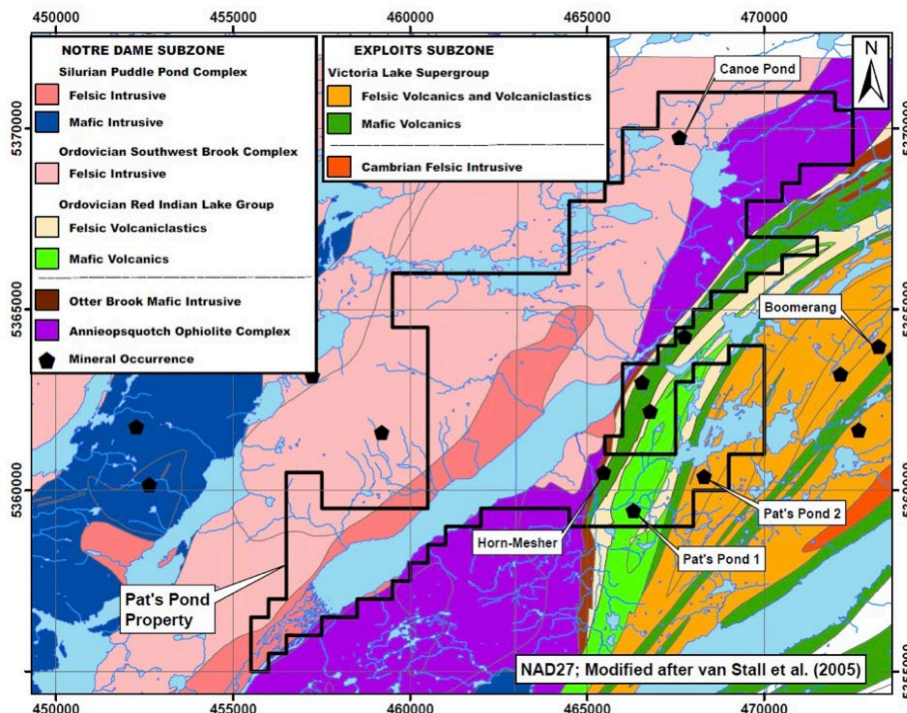 450000 455000 460000 465000 470000
NOTRE DAME SUBZONE
Silurian Puddle Pond Complex
Felsic Intrusive
Mafic Intrusive
Ordovician Southwest Brook Complex
Felsic Intrusive
Ordovician Red Indian Lake Group
Felsic Volcaniclastics
Mafic Volcanics
Otter Brook Mafic Intrusive
Annieopsquotch Ophiolite Complex
Mineral Occurrence
EXPLOITS SUBZONE
Victoria Lake Supergroup
Felsic Volcanics and Volcaniclastics
Mafic Volcanics
Cambrian Felsic Intrusive
N
Canoe Pond
Boomerang
Pat's Pond 2
Pat's Pond 1
Horn-Mesher
Pat's Pond
Property
NAD27; Modified after van Stall et al. (2005)
5370000
5365000
5360000
5370000
5365000
5360000
5355000
450000 455000 460000 465000 470000